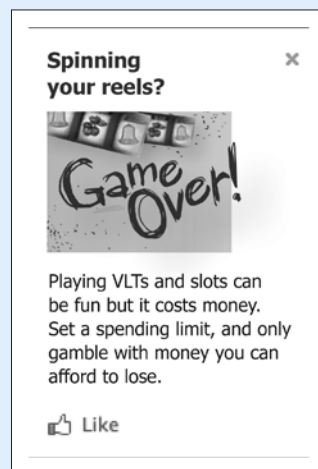 Spinning
your reels?
Game
Over!
Playing VLTs and slots can
be fun but it costs money.
Set a spending limit, and only
gamble with money you can
afford to lose.
Like